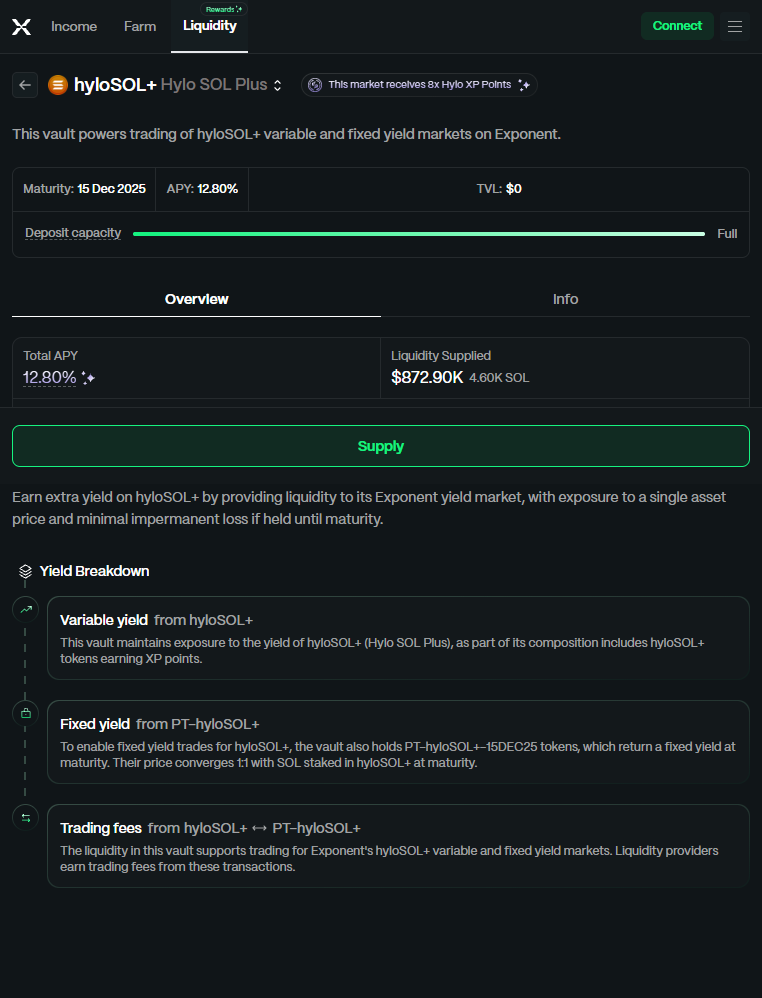 Rewards
Income Farm Liquidity Connect
hyloSOL+ Hylo SOL Plus This market receives 8x Hylo XP Points
This vault powers trading of hyloSOL+ variable and fixed yield markets on Exponent.
Maturity: 15 Dec 2025 APY: 12.80% TVL: $0
Deposit capacity Full
Overview Info
Total APY Liquidity Supplied
12.80% $872.90K 4.60K SOL
Supply
Earn extra yield on hyloSOL+ by providing liquidity to its Exponent yield market, with exposure to a single asset
price and minimal impermanent loss if held until maturity.
Yield Breakdown
Variable yield from hyloSOL+
This vault maintains exposure to the yield of hyloSOL+ (Hylo SOL Plus), as part of its composition includes hyloSOL+
tokens earning XP points.
Fixed yield from PT-hyloSOL+
To enable fixed yield trades for hyloSOL+, the vault also holds PT-hyloSOL+-15DEC25 tokens, which return a fixed yield at
maturity. Their price converges 1:1 with SOL staked in hyloSOL+ at maturity.
Trading fees from hyloSOL+ ↔ PT-hyloSOL+
The liquidity in this vault supports trading for Exponent's hyloSOL+ variable and fixed yield markets. Liquidity providers
earn trading fees from these transactions.